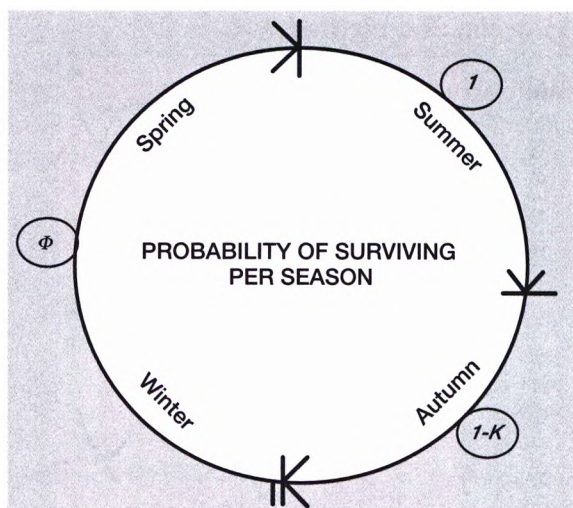 1
Spring
Summer
Φ
PROBABILITY OF SURVIVING
PER SEASON
Winter
Autumn
1-K